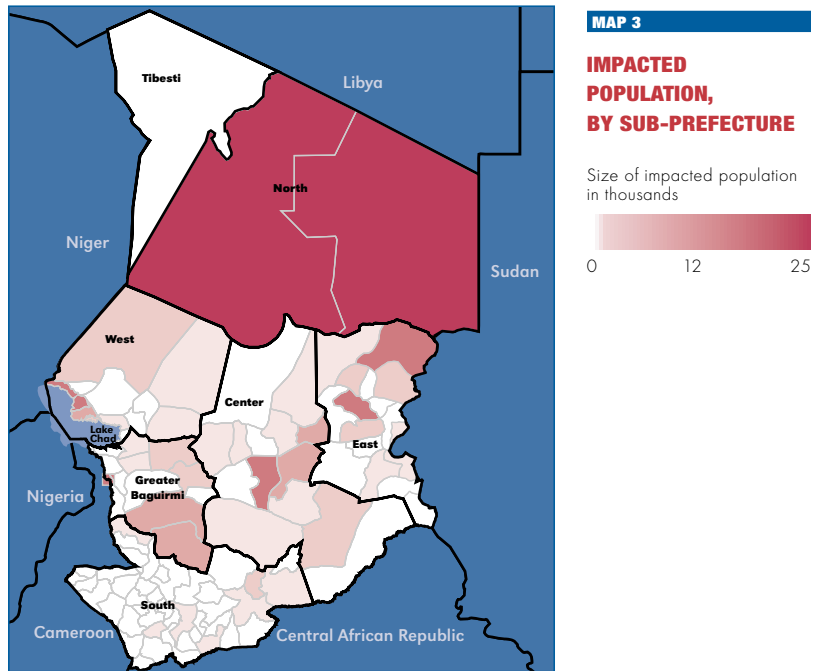 MAP 3
IMPACTED
POPULATION,
BY SUB-PREFECTURE
Size of impacted population
in thousands
0 12 25
Tibesti
Libya
North
Niger
Sudan
West
Center
Lake
Chad
East
Greater
Baguirmi
Nigeria
South
Cameroon
Central African Republic